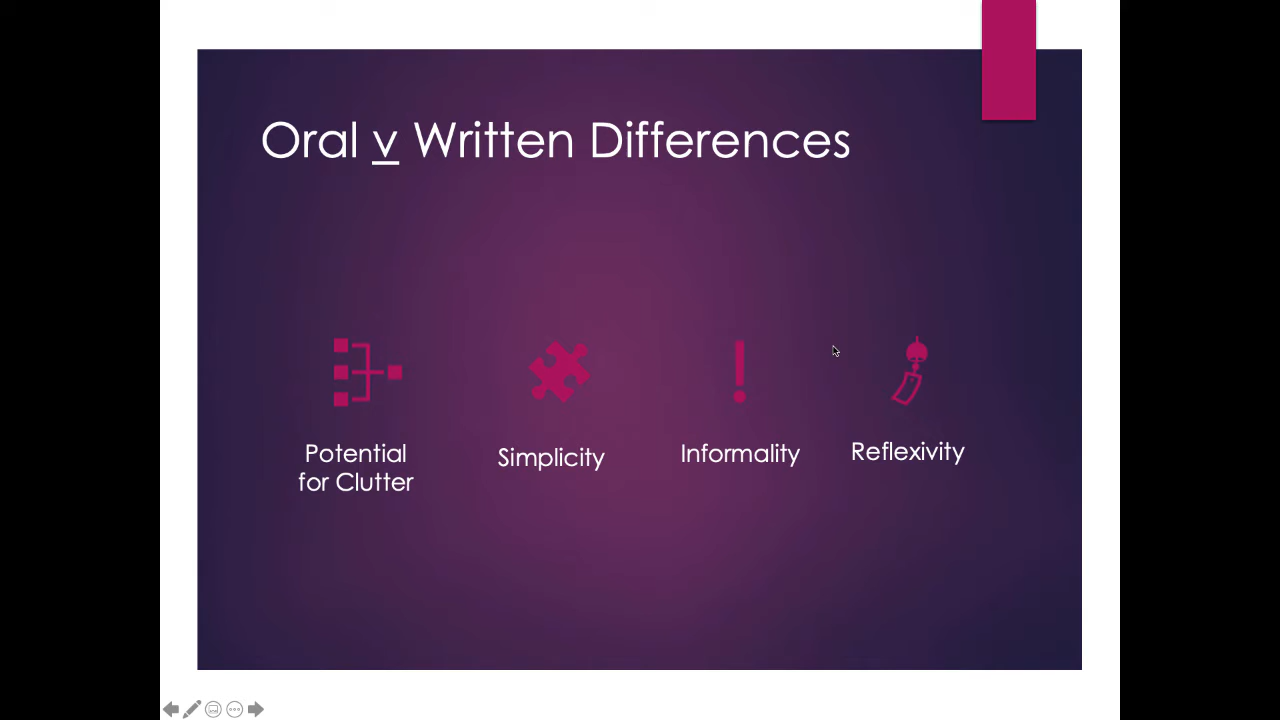 Oral v Written Differences
Potential
for Clutter
Simplicity
Informality
Reflexivity